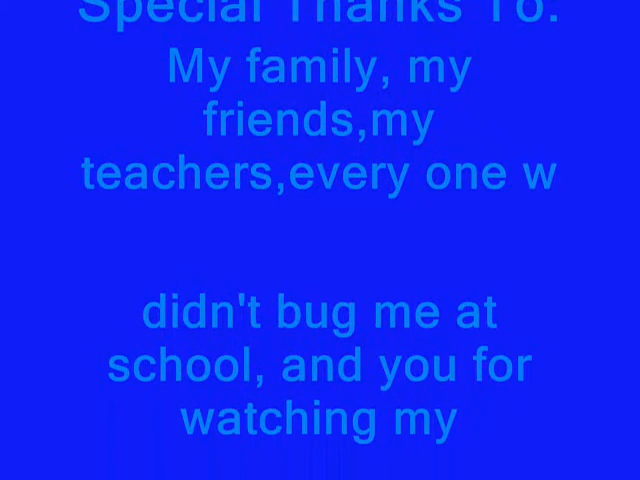 Special Thanks To:
My family, my
friends,my
teachers,every one w
didn't bug me at
school, and you for
watching my